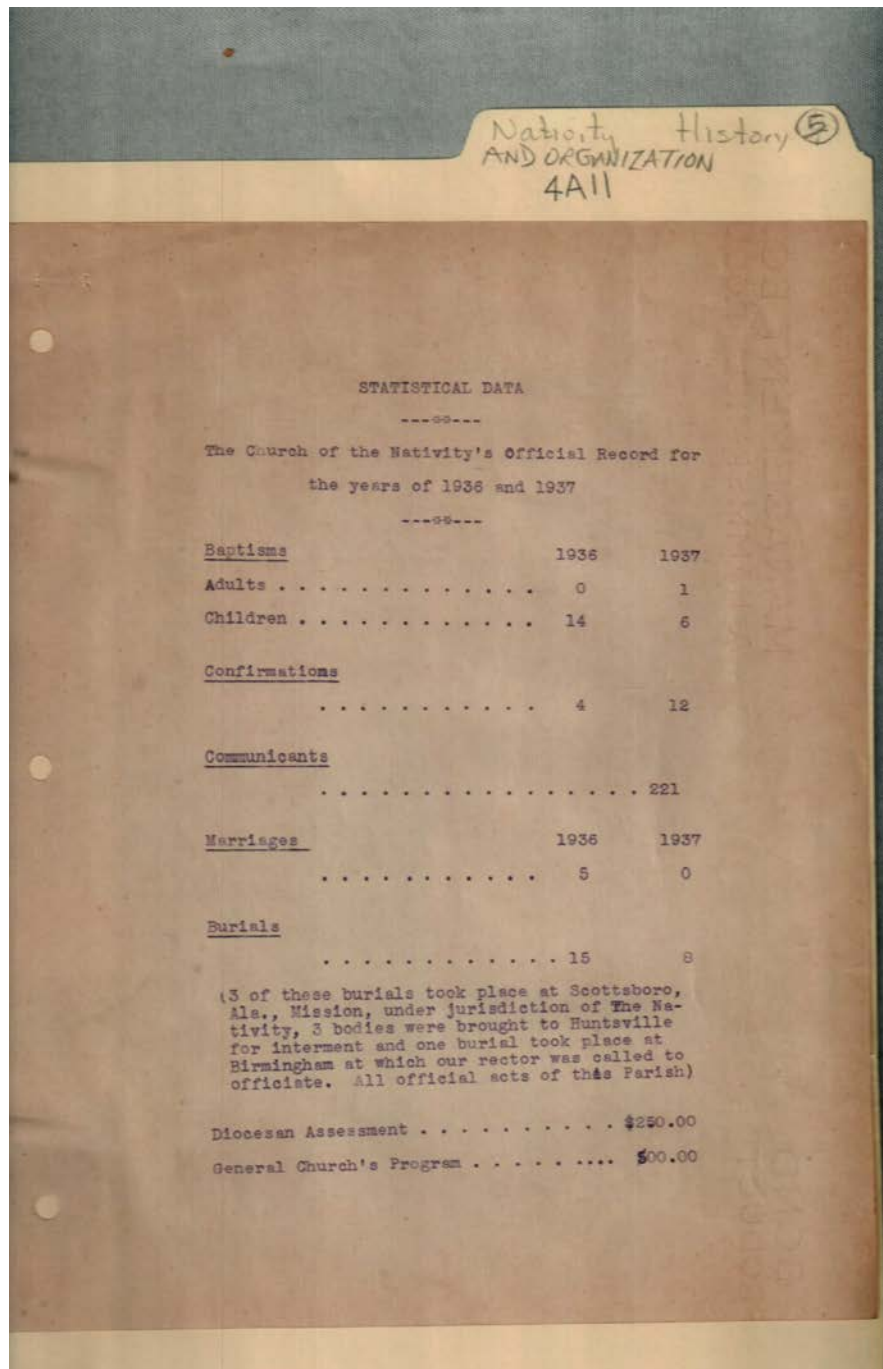 Nativity History 5
AND ORGANIZATION
4A11
STATISTICAL DATA
The Church of the Nativity's Official Record for
the years of 1936 and 1937
Baptisms 1936 1937
Adults . . . . . . . . . . . . . . 0 1
Children . . . . . . . . . . . . 14 6
Confirmations
. . . . . . . . . . . 4 12
Communicants
. . . . . . . . . . . . . . . . 221
Marriages 1936 1937
. . . . . . . . . . . 5 0
Burials
. . . . . . . . . . . . 15 8
(3 of these burials took place at Scottsboro,
Ala., Mission, under jurisdiction of The Na-
tivity, 3 bodies were brought to Huntsville
for interment and one burial took place at
Birmingham at which our rector was called to
officiate. All official acts of this Parish)
Diocesan Assessment . . . . . . . . . . $250.00
General Church's Program . . . . . .... 500.00